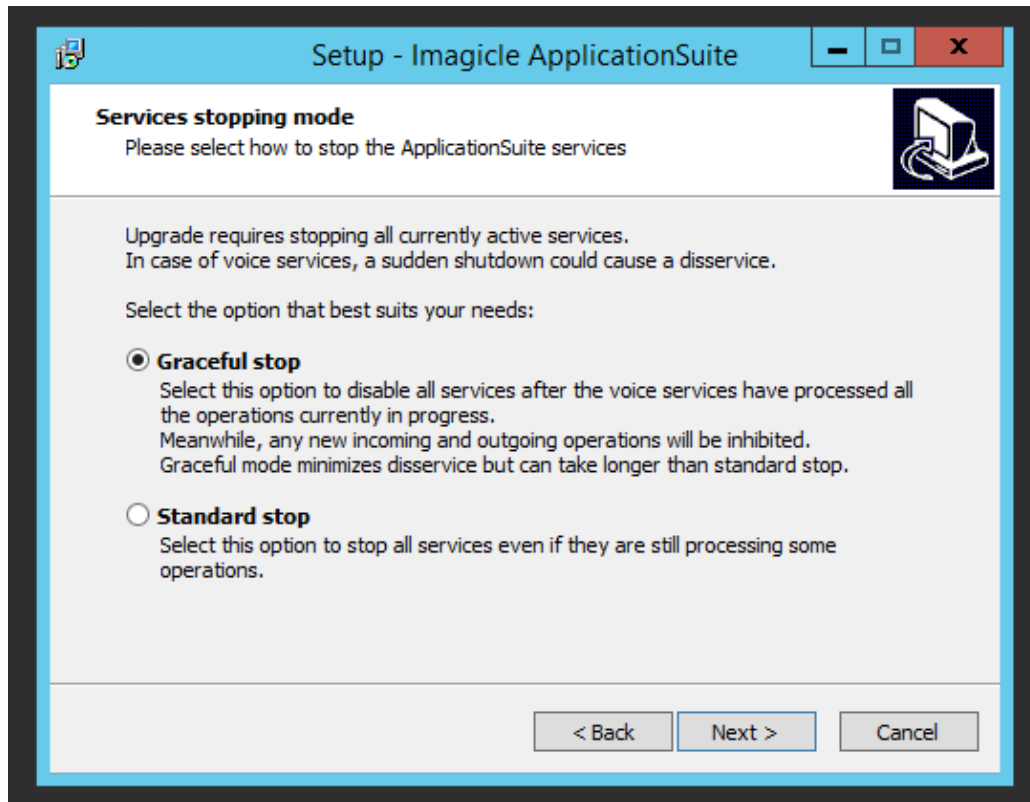 Setup - Imagicle ApplicationSuite
Services stopping mode
Please select how to stop the ApplicationSuite services
Upgrade requires stopping all currently active services.
In case of voice services, a sudden shutdown could cause a disservice.
Select the option that best suits your needs:
Graceful stop
Select this option to disable all services after the voice services have processed all
the operations currently in progress.
Meanwhile, any new incoming and outgoing operations will be inhibited.
Graceful mode minimizes disservice but can take longer than standard stop.
Standard stop
Select this option to stop all services even if they are still processing some
operations.
< Back Next > Cancel